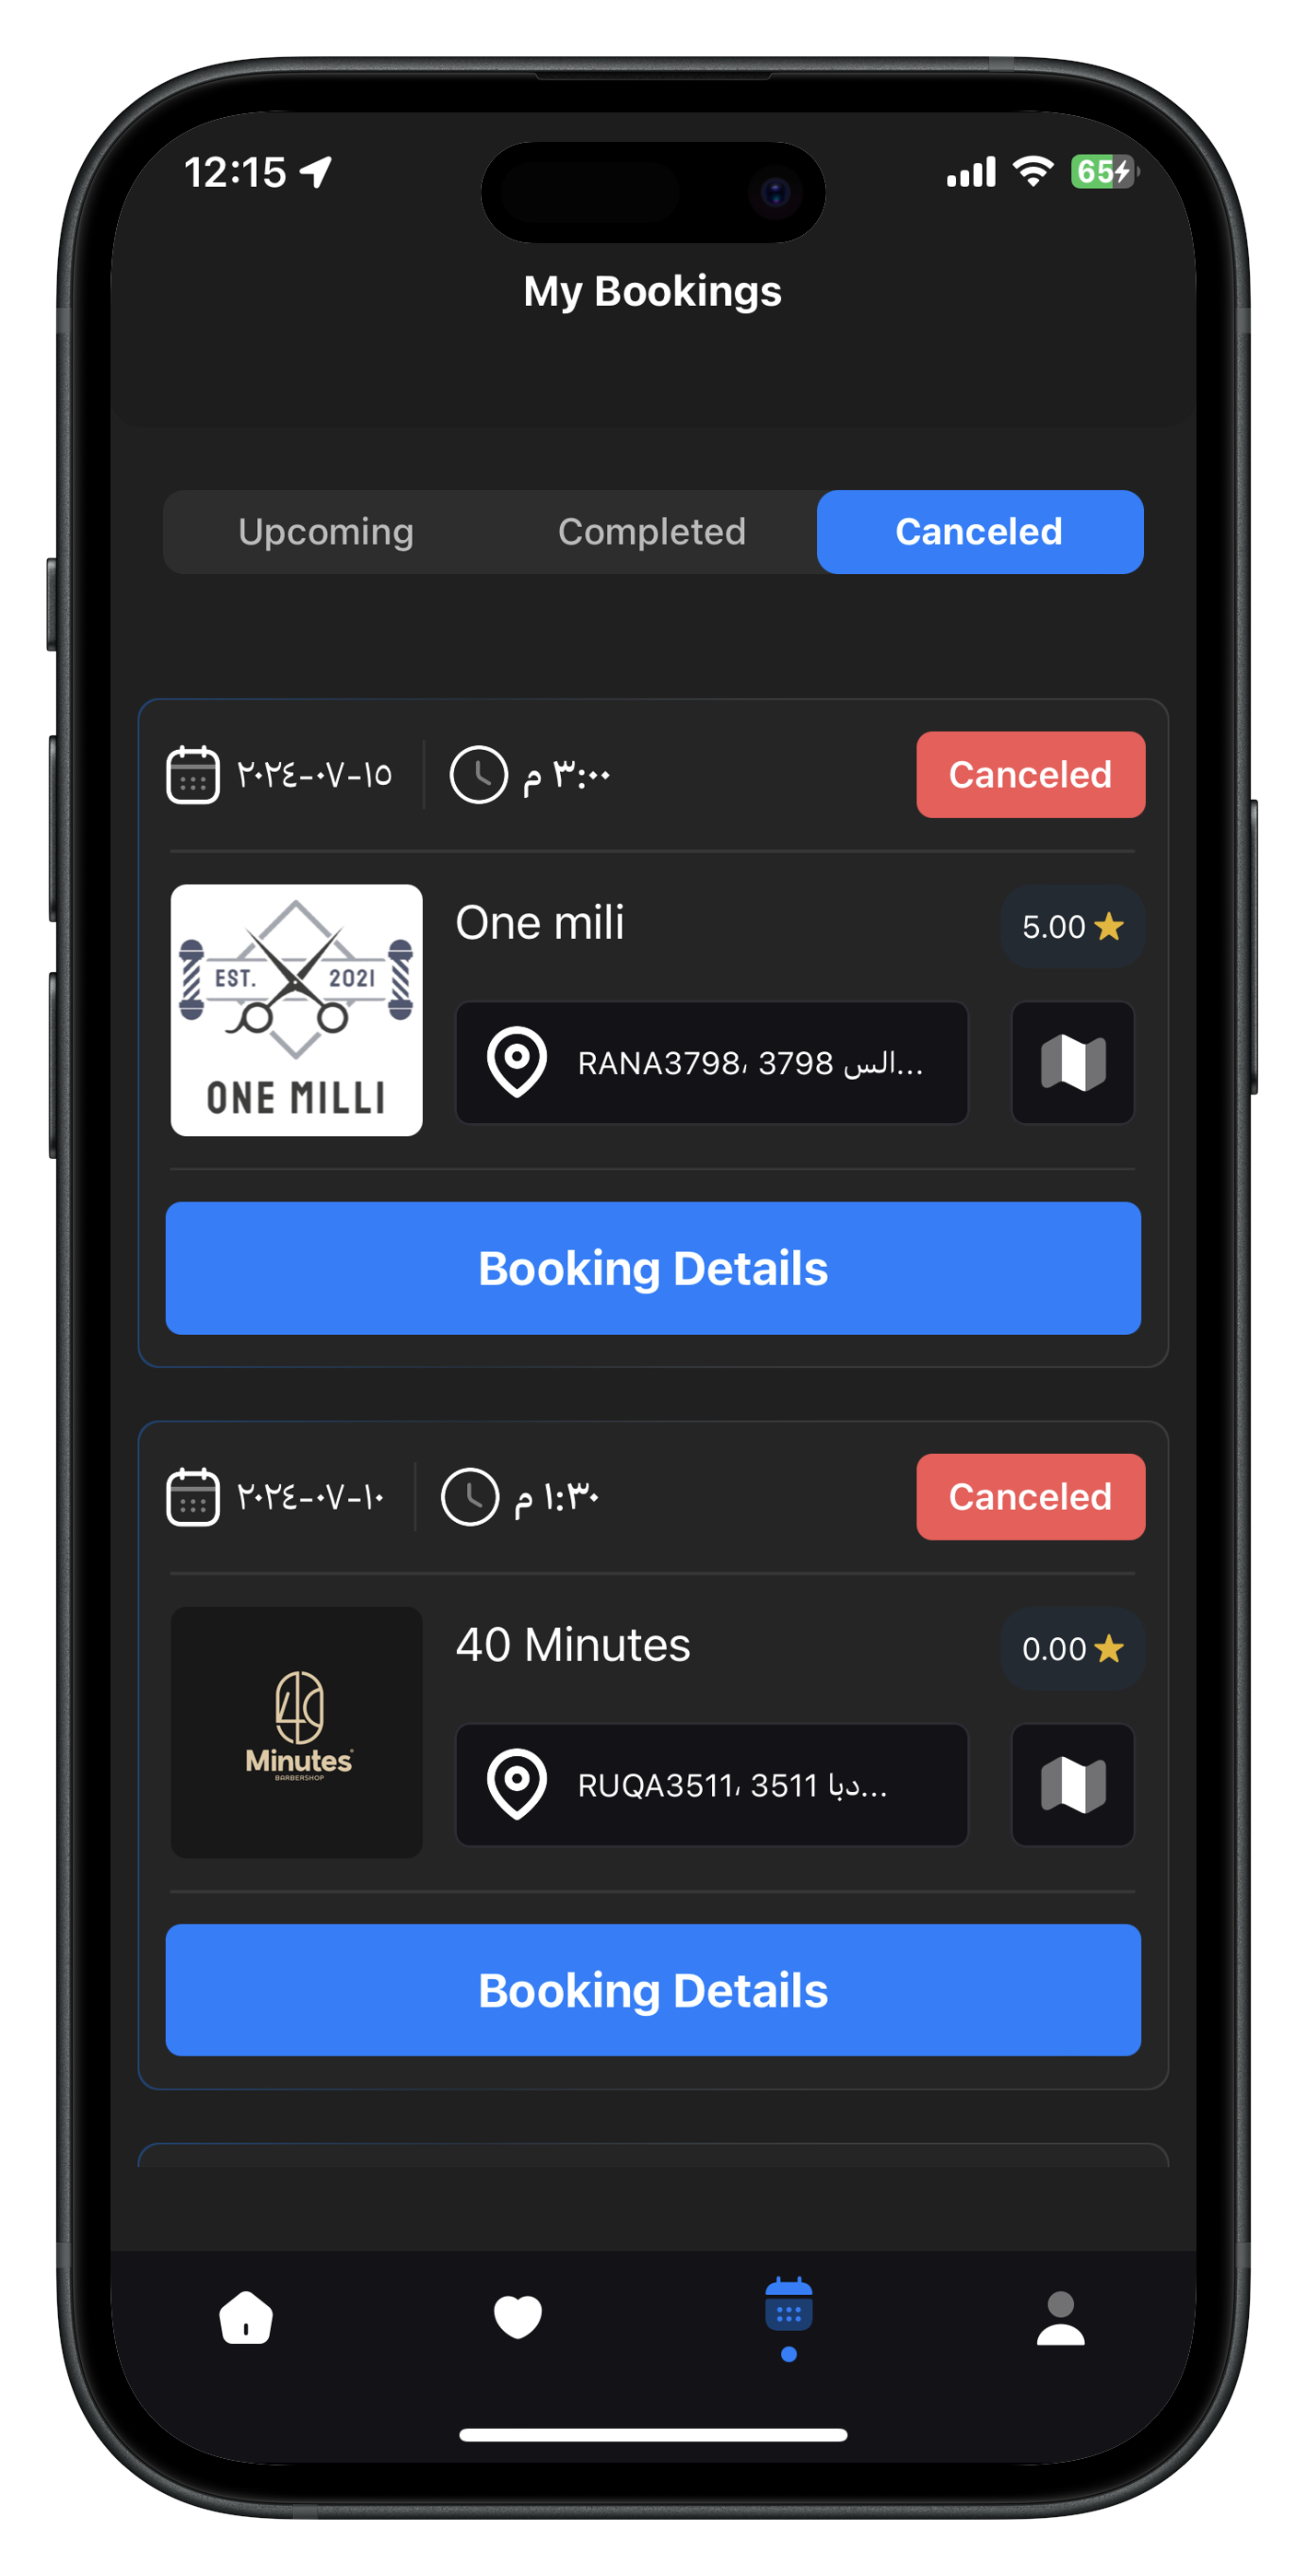 12:15
65
My Bookings
Upcoming Completed Canceled
٢٠٢٤-٠٧-١٥ ٣:٠٠ م Canceled
EST. 2021
ONE MILLI
One mili 5.00
RANA3798، 3798 الس...
Booking Details
٢٠٢٤-٠٧-١٠ ١:٣٠ م Canceled
40
Minutes
BARBERSHOP
40 Minutes 0.00
RUQA3511، 3511 دبا...
Booking Details